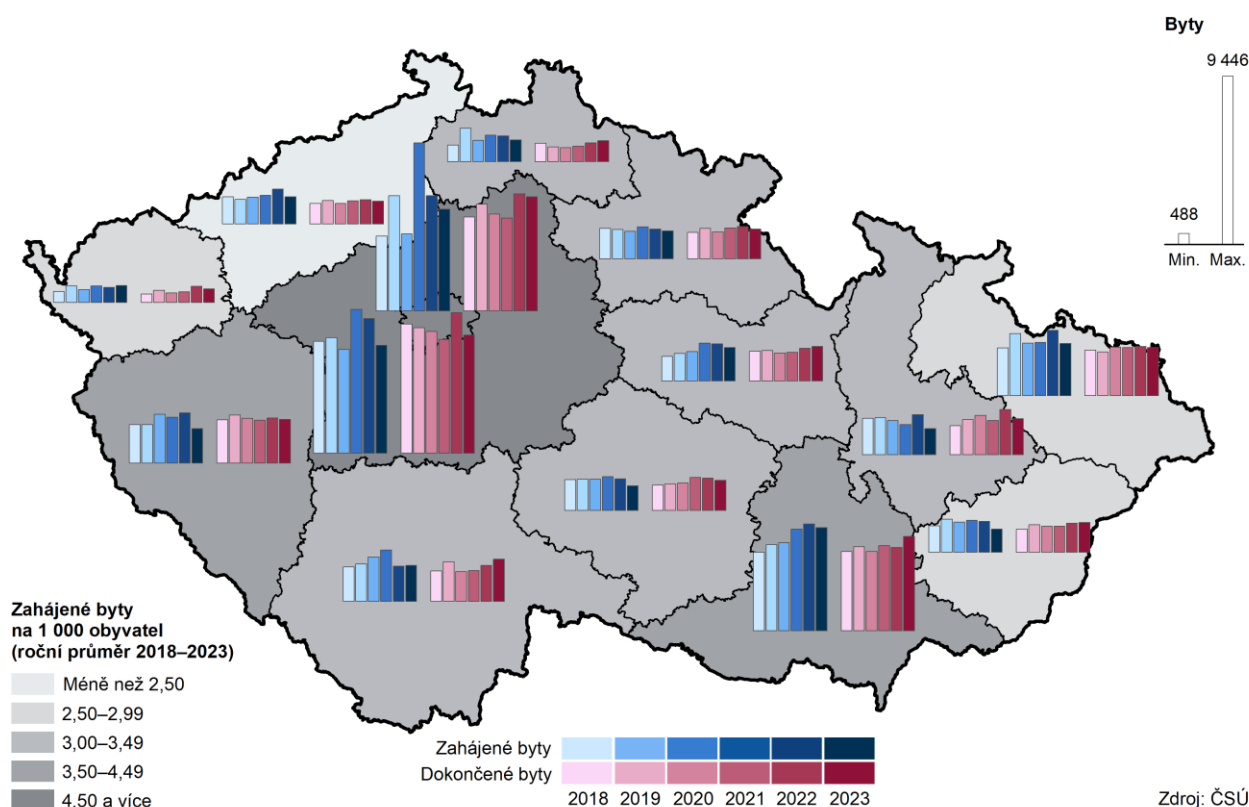 Byty
9 446
488
Min. Max.
Zahájené byty
na 1 000 obyvatel
(roční průměr 2018–2023)
Méně než 2,50
2,50–2,99
3,00–3,49
3,50–4,49
4,50 a více
Zahájené byty
Dokončené byty
2018 2019 2020 2021 2022 2023
Zdroj: ČSÚ